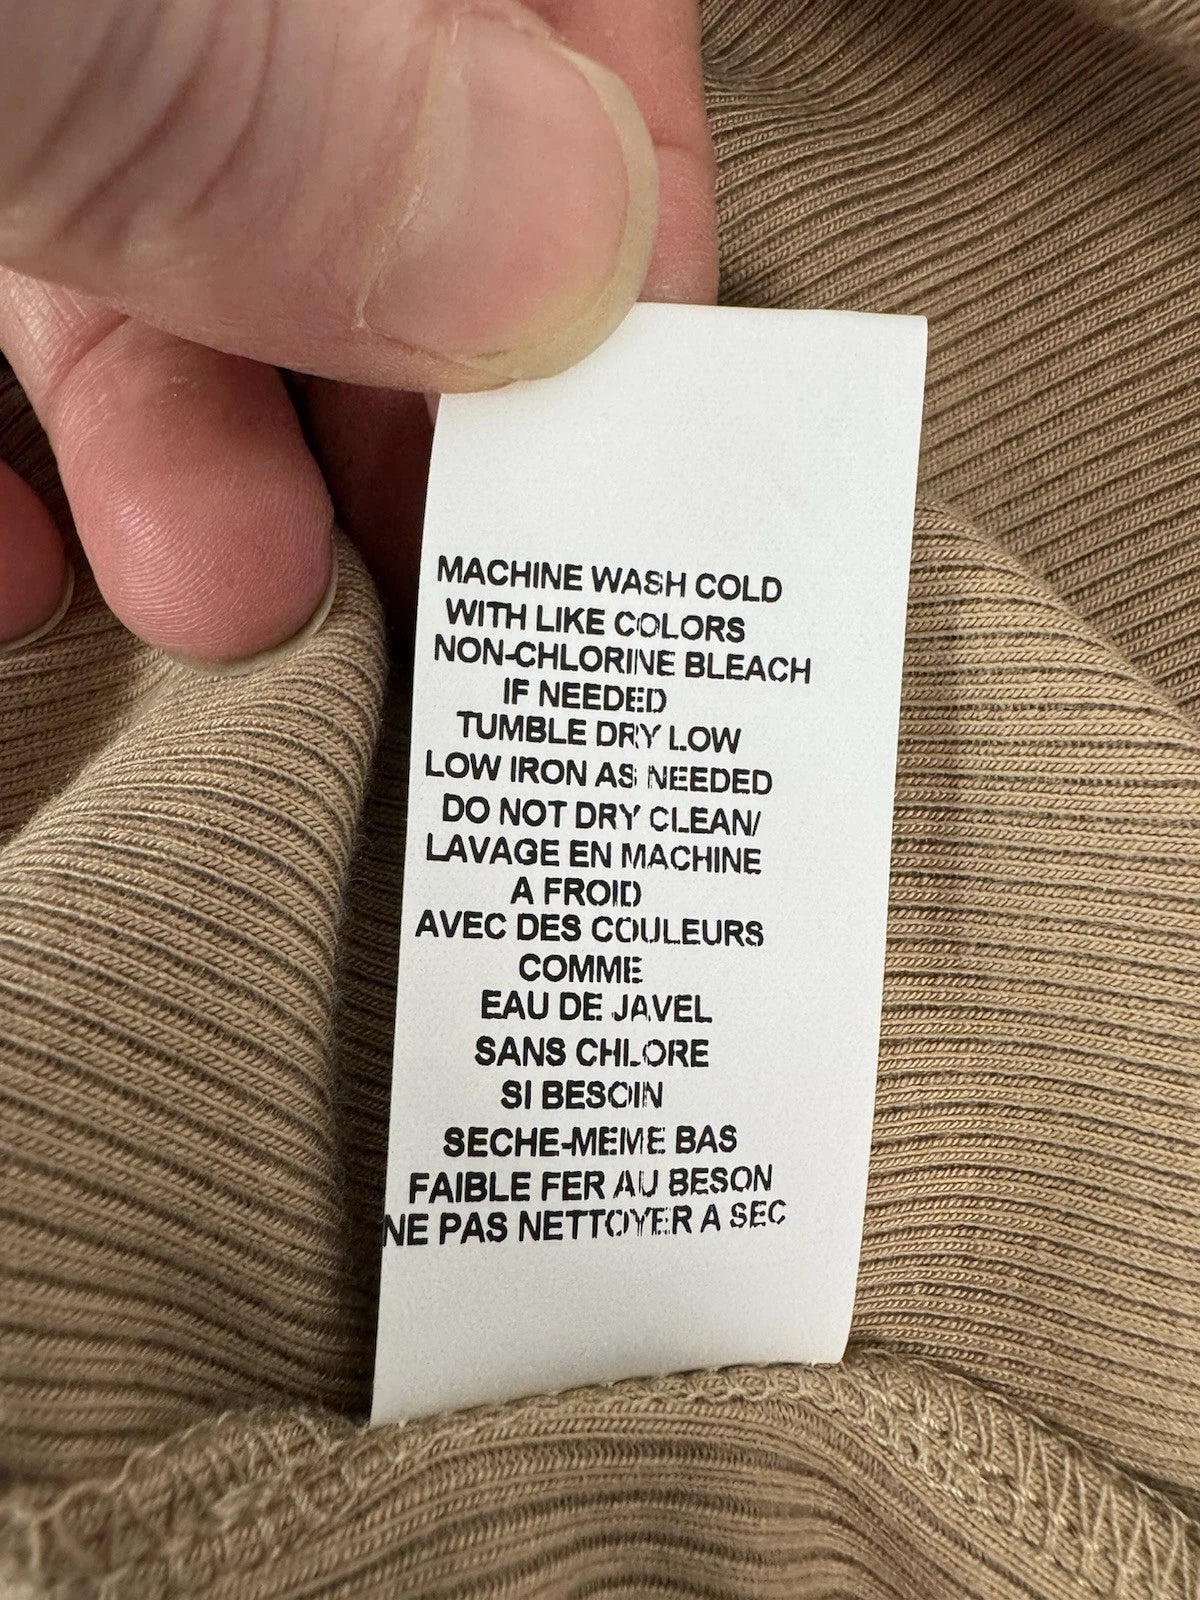 MACHINE WASH COLD
WITH LIKE COLORS
NON-CHLORINE BLEACH
IF NEEDED
TUMBLE DRY LOW
LOW IRON AS NEEDED
DO NOT DRY CLEAN/
LAVAGE EN MACHINE
A FROID
AVEC DES COULEURS
COMME
EAU DE JAVEL
SANS CHLORE
SI BESOIN
SECHE-MEME BAS
FAIBLE FER AU BESON
NE PAS NETTOYER A SEC